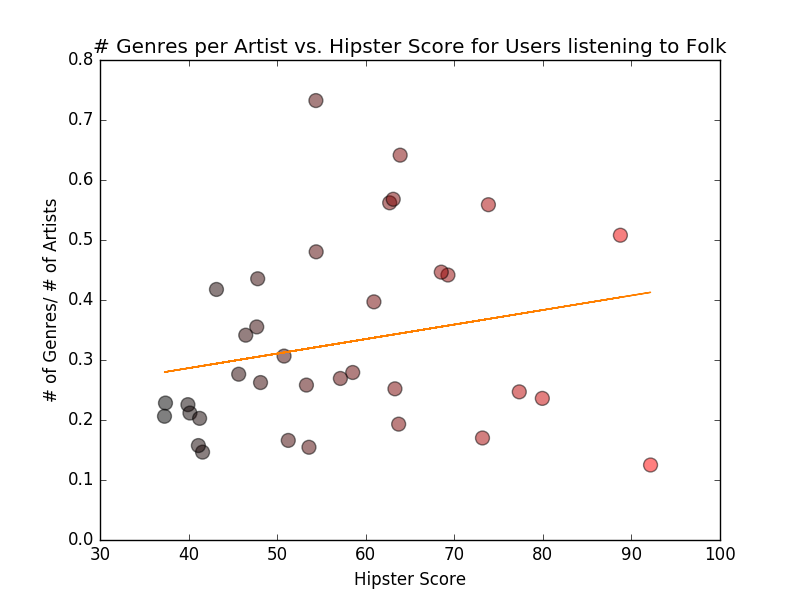 # Genres per Artist vs. Hipster Score for Users listening to Folk
0.8
0.7
0.6
0.5
0.4
0.3
0.2
0.1
0.0
# of Genres/ # of Artists
30 40 50 60 70 80 90 100
Hipster Score